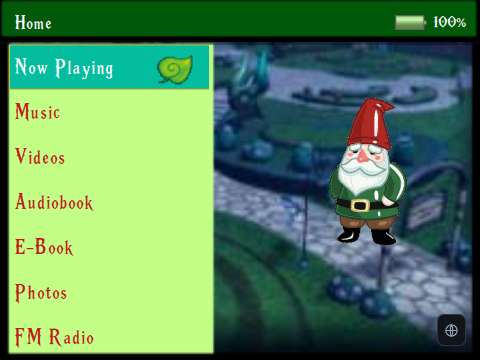 Home
100%
Now Playing
Music
Videos
Audiobook
E-Book
Photos
FM Radio